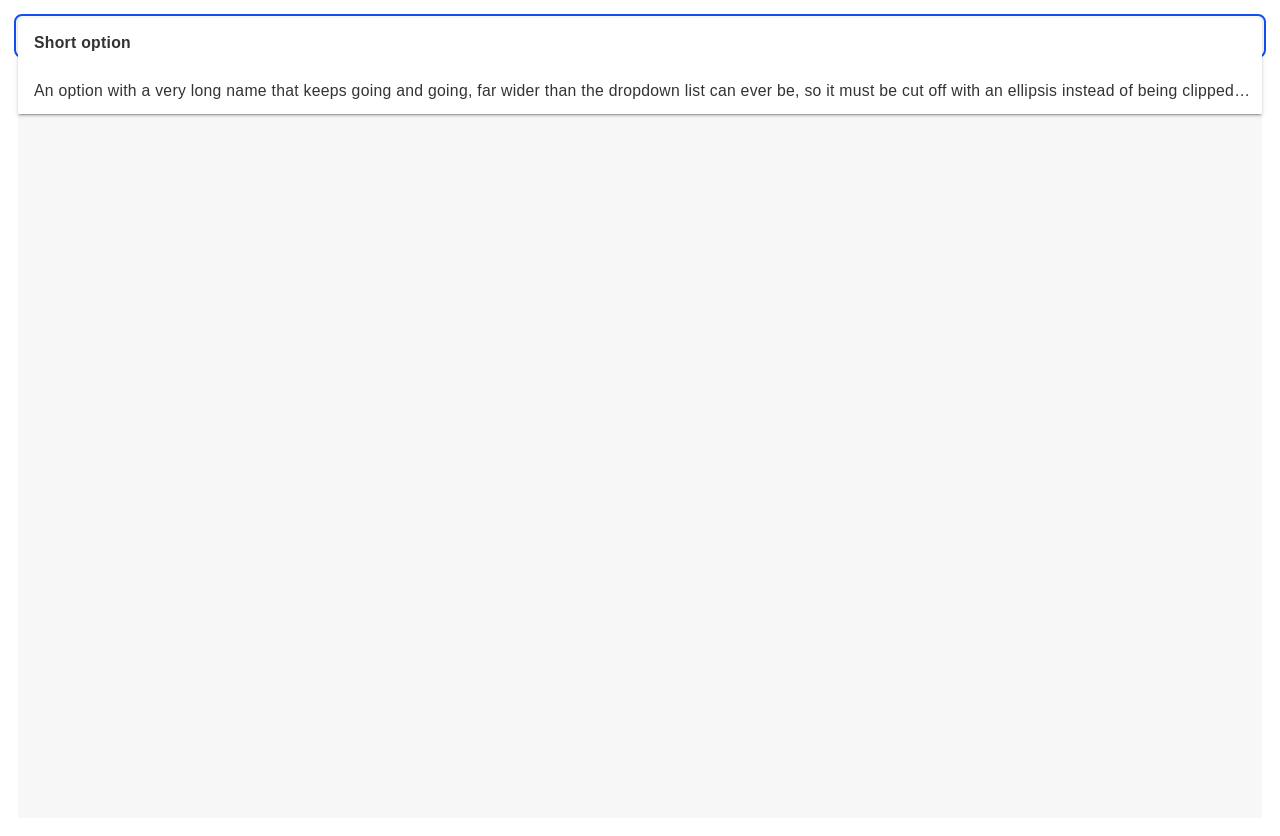 Short option
An option with a very long name that keeps going and going, far wider than the dropdown list can ever be, so it must be cut off with an ellipsis instead of being clipped…